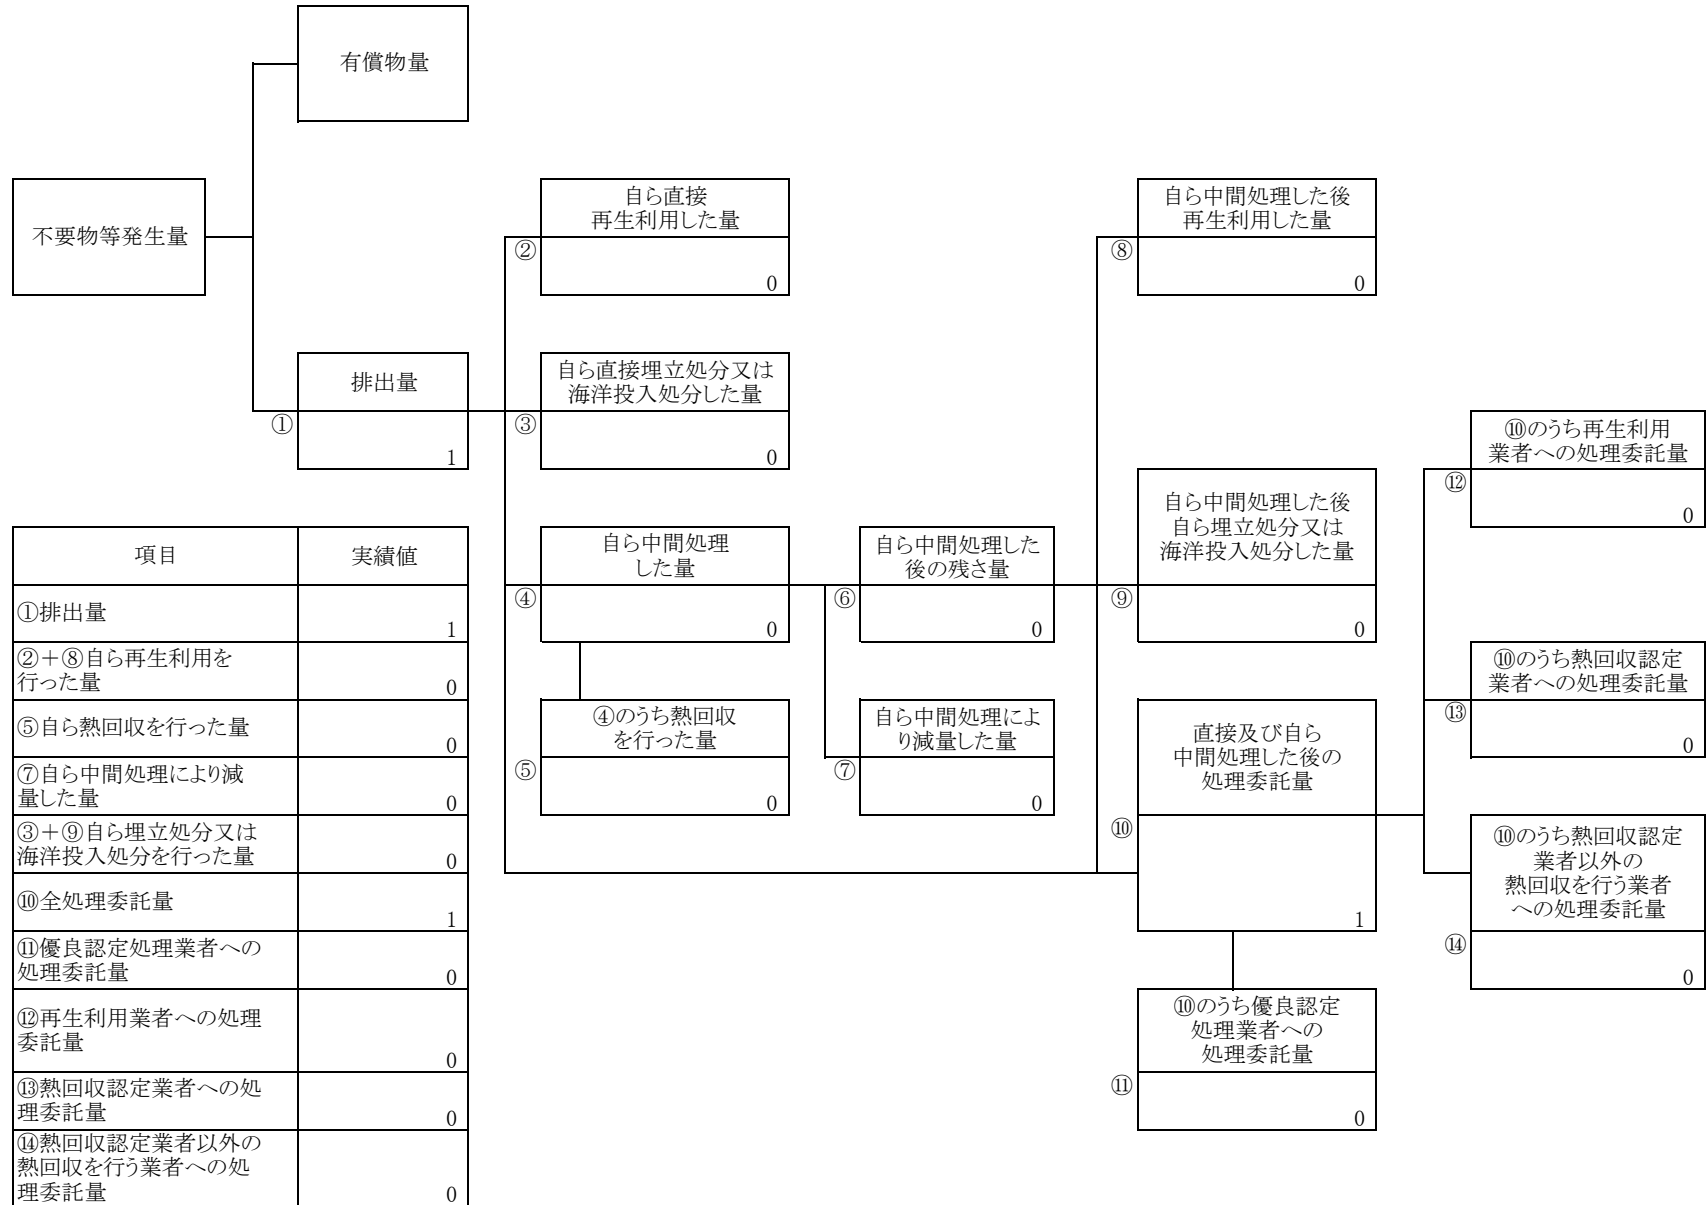 有償物量
不要物等発生量
自ら直接
再生利用した量
②
0
自ら中間処理した後
再生利用した量
⑧
0
排出量
①
1
自ら直接埋立処分又は
海洋投入処分した量
③
0
⑩のうち再生利用
業者への処理委託量
⑫
0
自ら中間処理した後
自ら埋立処分又は
海洋投入処分した量
⑨
0
自ら中間処理
した量
④
0
自ら中間処理した
後の残さ量
⑥
0
⑩のうち熱回収認定
業者への処理委託量
⑬
0
④のうち熱回収
を行った量
⑤
0
自ら中間処理によ
り減量した量
⑦
0
直接及び自ら
中間処理した後の
処理委託量
⑩
1
⑩のうち熱回収認定
業者以外の
熱回収を行う業者
への処理委託量
⑭
0
⑩のうち優良認定
処理業者への
処理委託量
⑪
0
項目 実績値
①排出量
1
②＋⑧自ら再生利用を
行った量
0
⑤自ら熱回収を行った量
0
⑦自ら中間処理により減
量した量
0
③＋⑨自ら埋立処分又は
海洋投入処分を行った量
0
⑩全処理委託量
1
⑪優良認定処理業者への
処理委託量
0
⑫再生利用業者への処理
委託量
0
⑬熱回収認定業者への処
理委託量
0
⑭熱回収認定業者以外の
熱回収を行う業者への処
理委託量
0